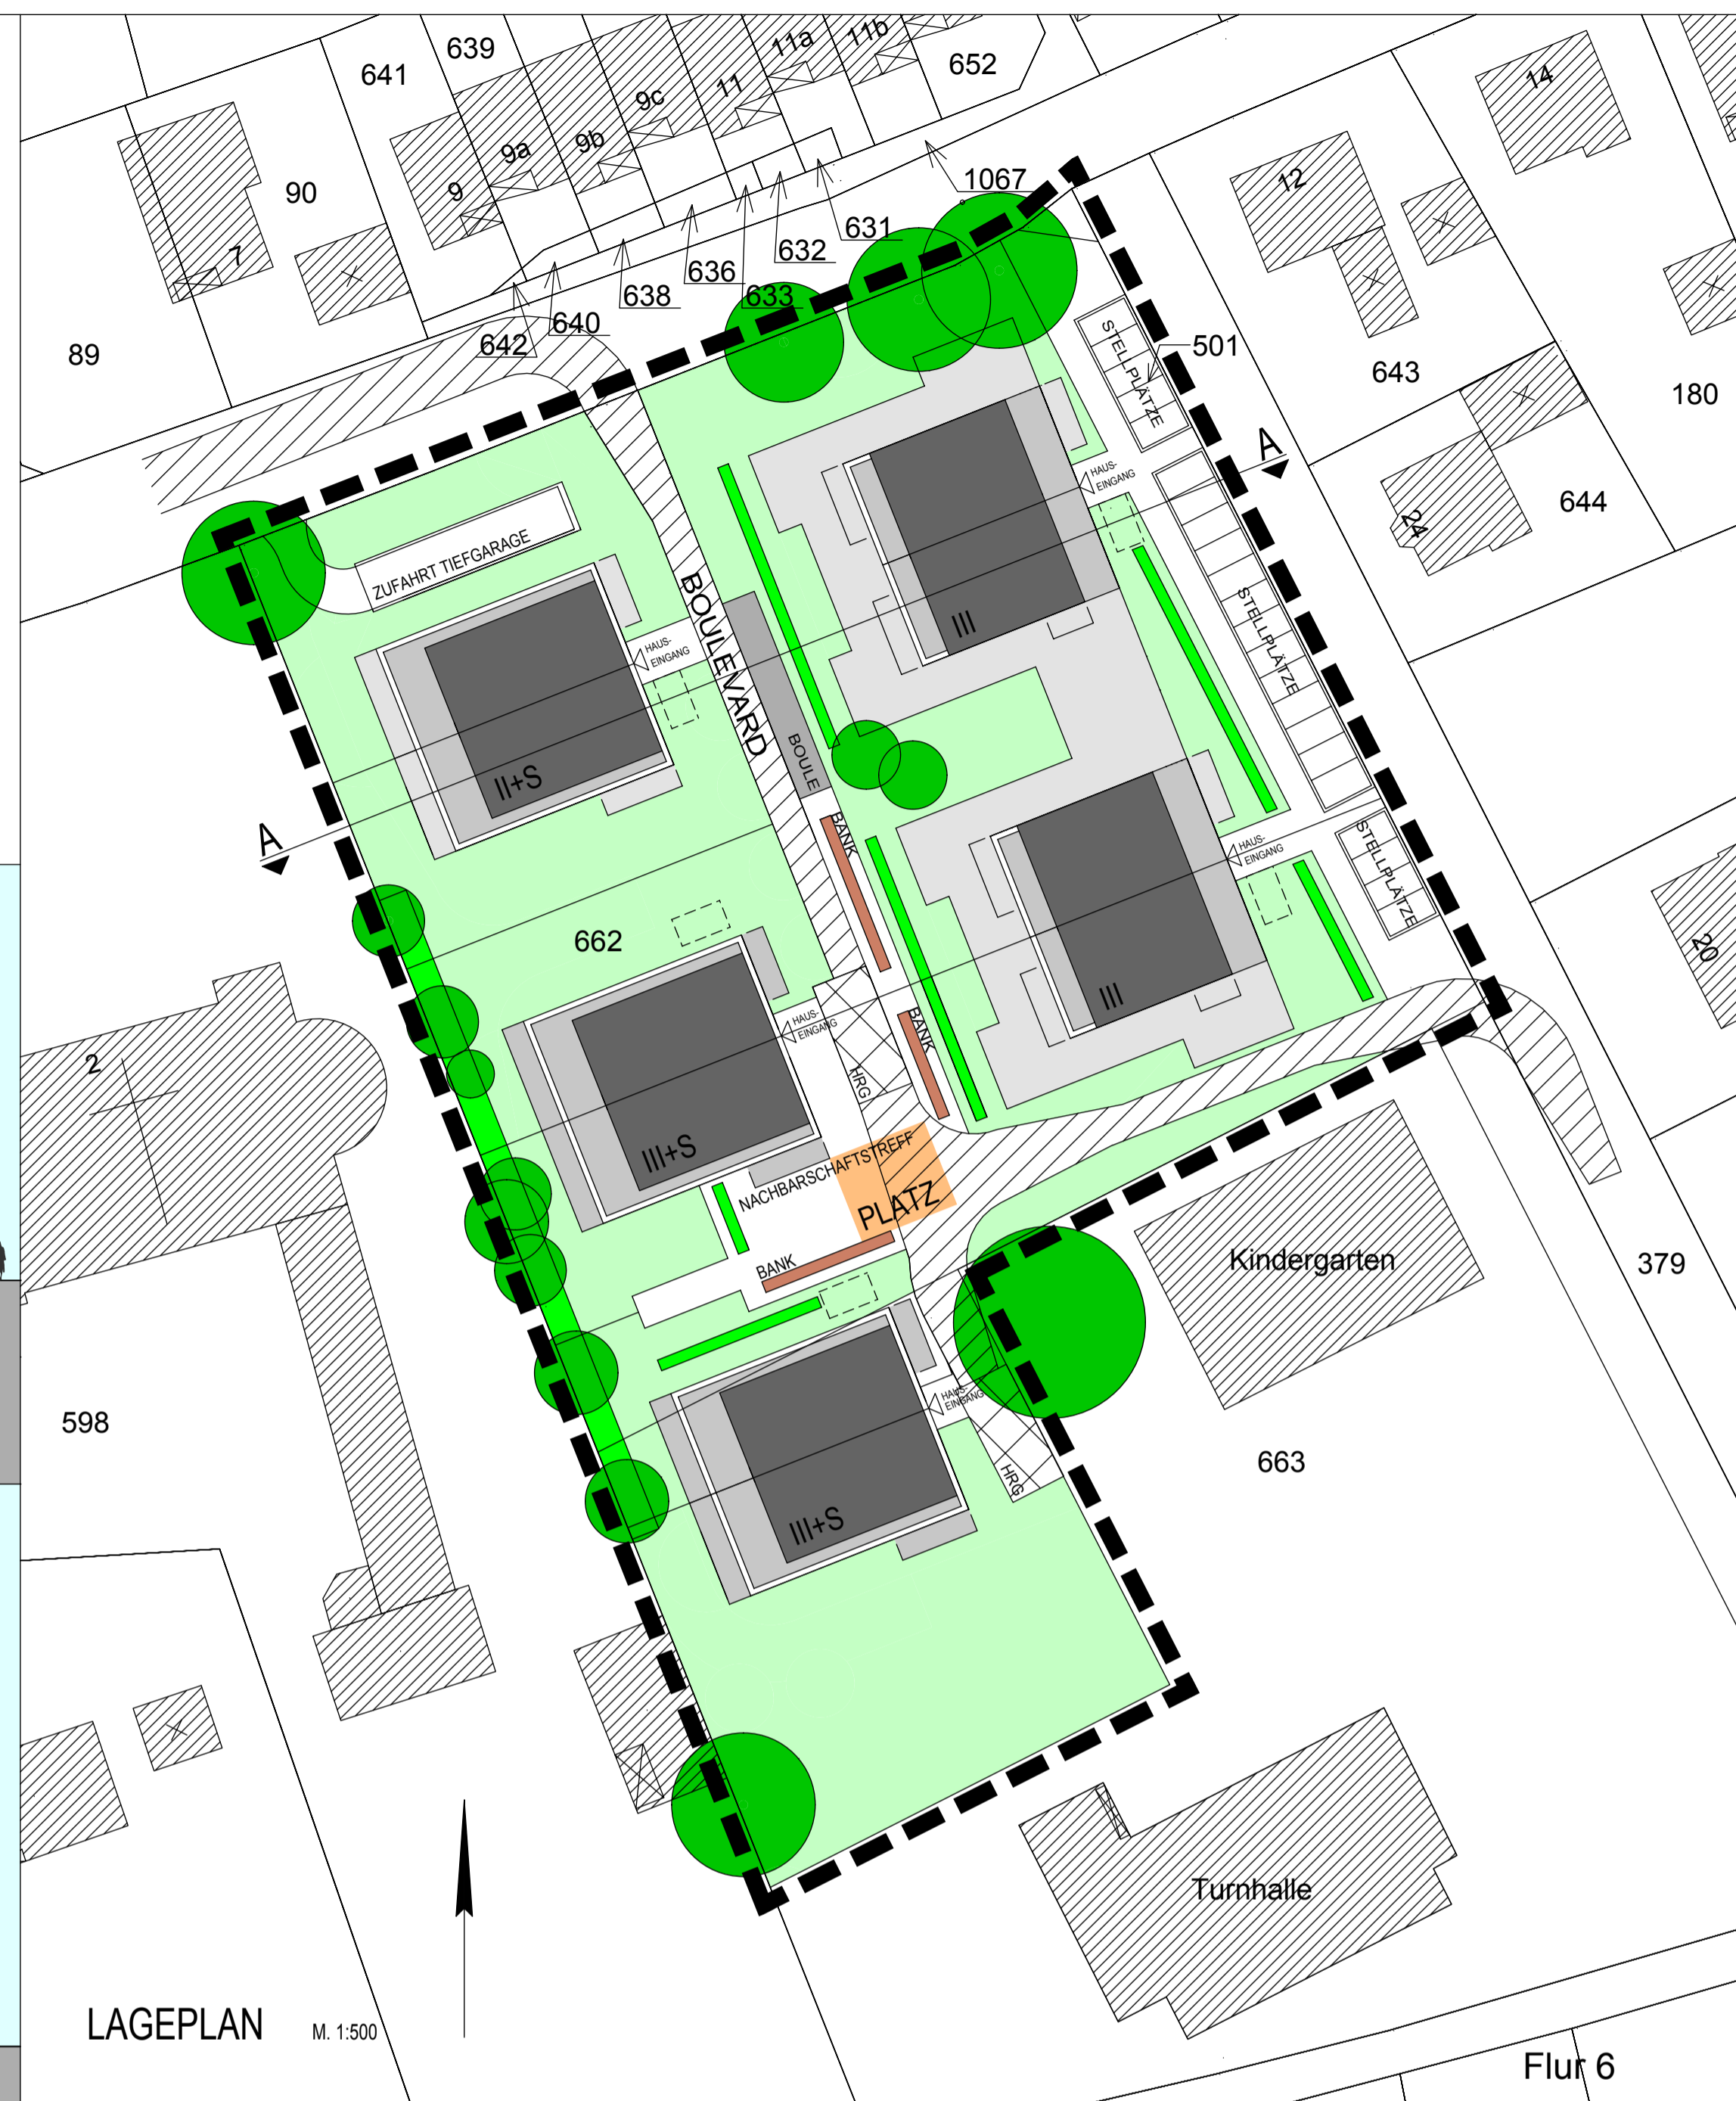 639
11a
11b
652
641
14
9c
11
9b
9a
12
90
9
1067
7
631
632
636
638
633
640
642
89
501
643
180
STELLPLÄTZE
A
HAUS-
EINGANG
644
24
ZUFAHRT TIEFGARAGE
BOULEVARD
III
STELLPLÄTZE
HAUS-
EINGANG
BOULE
II+S
A
BANK
STELLPLÄTZE
HAUS-
EINGANG
662
20
III
HAUS-
EINGANG
BANK
2
HRG
III+S
NACHBARSCHAFTSTREFF
PLATZ
BANK
Kindergarten
379
HAUS-
EINGANG
598
663
HRG
III+S
Turnhalle
LAGEPLAN
M. 1:500
Flur 6